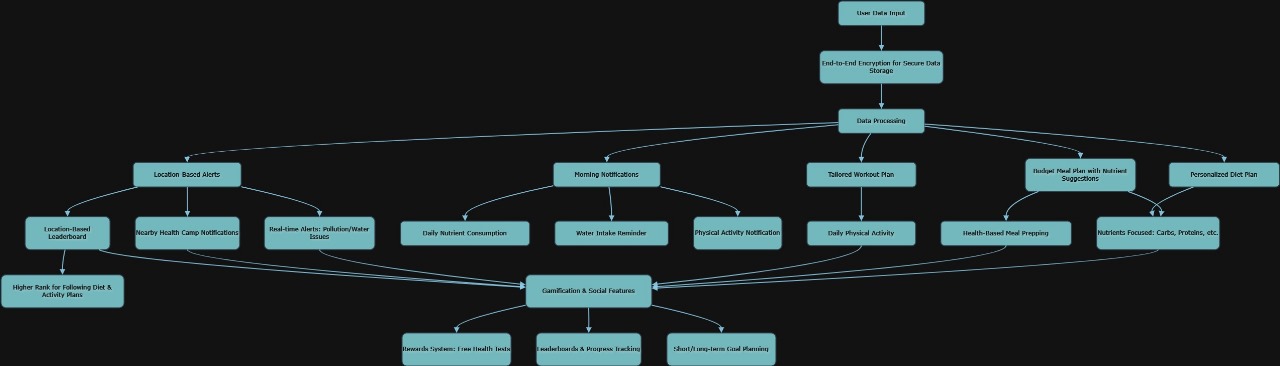 User Data Input
End-to-End Encryption for Secure Data
Storage
Data Processing
Location Based Alerts
Morning Notifications
Tailored Workout Plan
Budget Meal Plan with Nutrient
Suggestions
Personalized Diet Plan
Location-Based
Leaderboard
Nearby Health Camp Notifications
Real-time Alerts: Pollution/Water
Issues
Daily Nutrient Consumption
Water Intake Reminder
Physical Activity Notification
Daily Physical Activity
Health-Based Meal Prepping
Nutrients Focused: Carbs, Proteins, etc.
Higher Rank for Following Diet &
Activity Plans
Gamification & Social Features
Rewards System: Free Health Tests
Leaderboards & Progress Tracking
Short/Long-Term Goal Planning